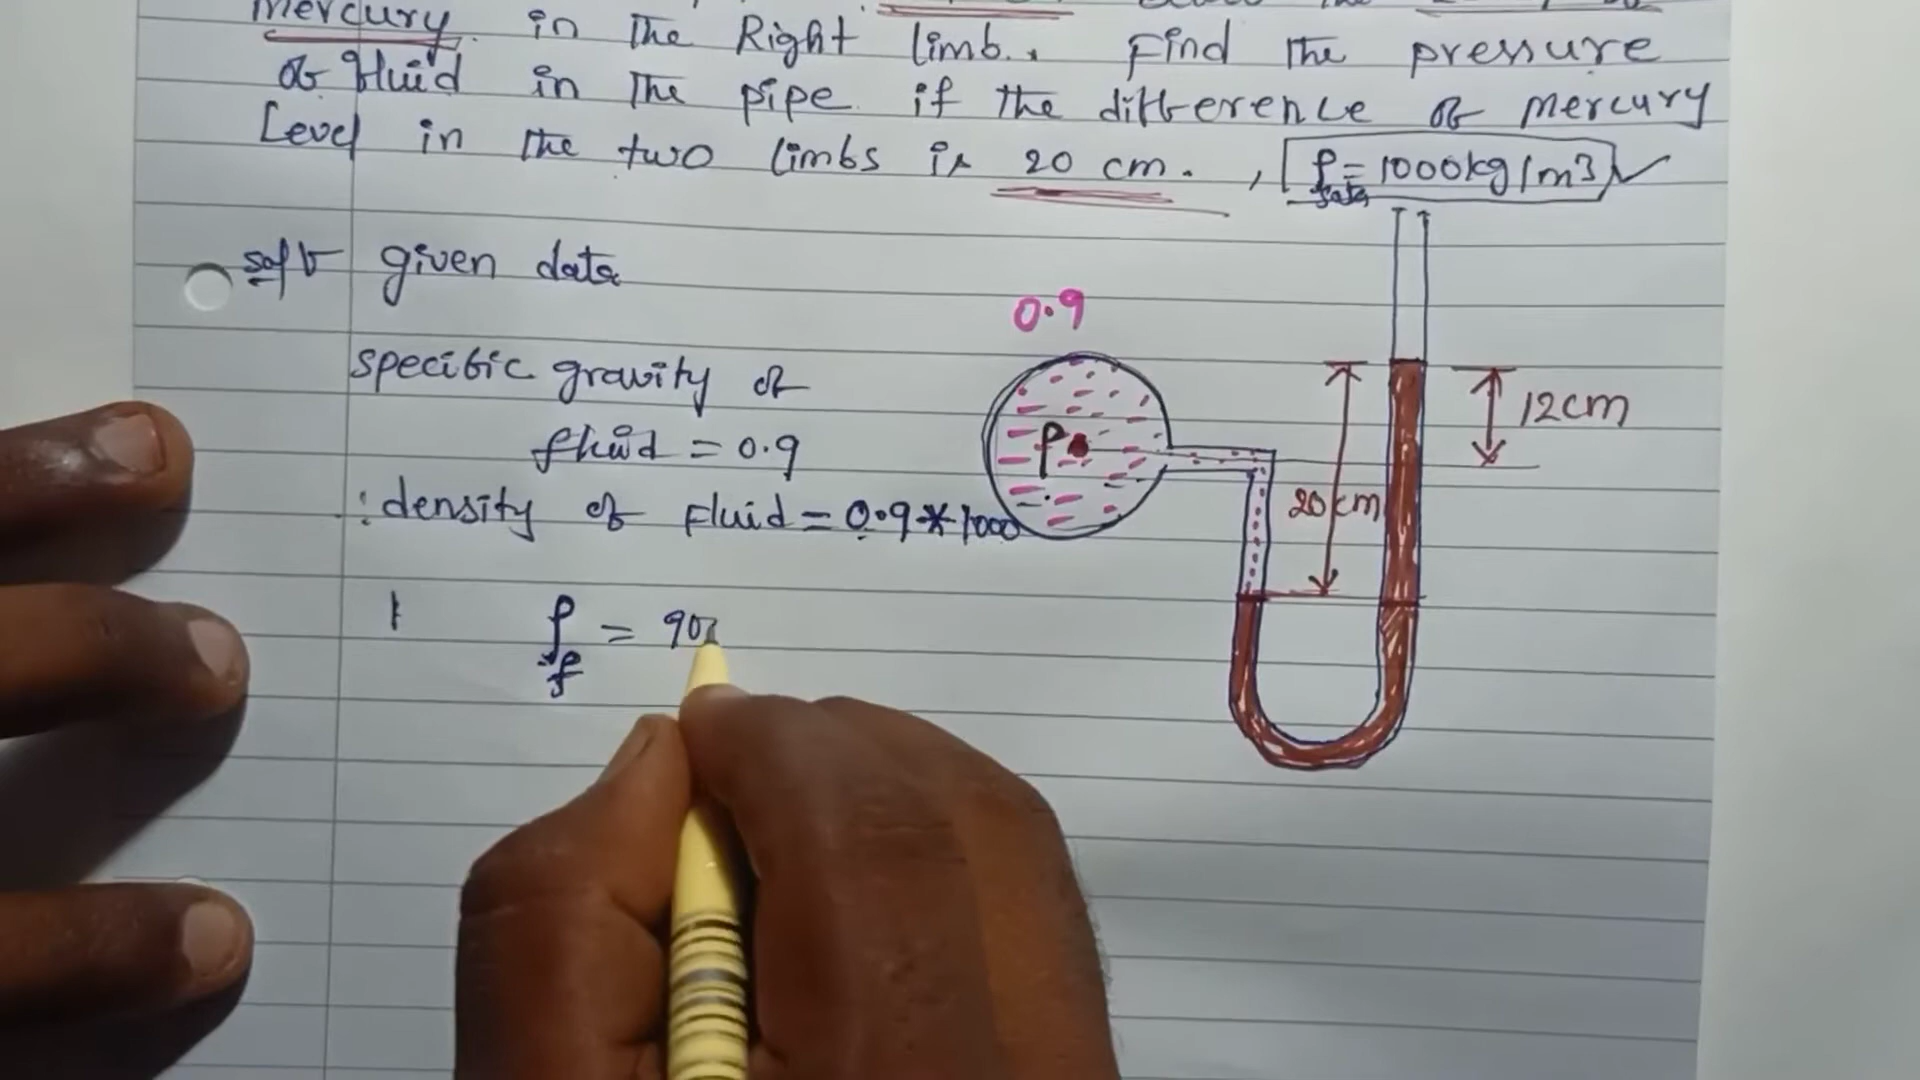 mercury in The Right limb. Find The pressure
of fluid in The pipe if the difference of mercury
Level in the two limbs is 20 cm. , ρ = 1000kg/m3 ✓
given data
0.9
specific gravity of
fluid = 0.9
∴ density of Fluid = 0.9*1000
ρf = 90
P
20cm
12cm